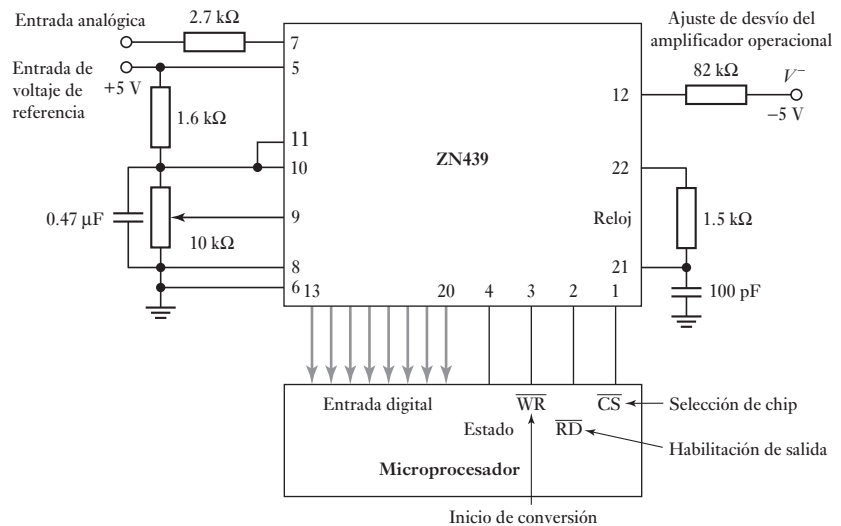 Entrada analógica
2.7 kΩ
7
Entrada de
voltaje de
referencia
+5 V
5
1.6 kΩ
11
10
0.47 μF
9
10 kΩ
8
6
ZN439
Ajuste de desvío del
amplificador operacional
82 kΩ
V−
12
−5 V
22
Reloj
1.5 kΩ
21
100 pF
13
20
4
3
2
1
Entrada digital
WR
CS
Selección de chip
Estado
RD
Habilitación de salida
Microprocesador
Inicio de conversión